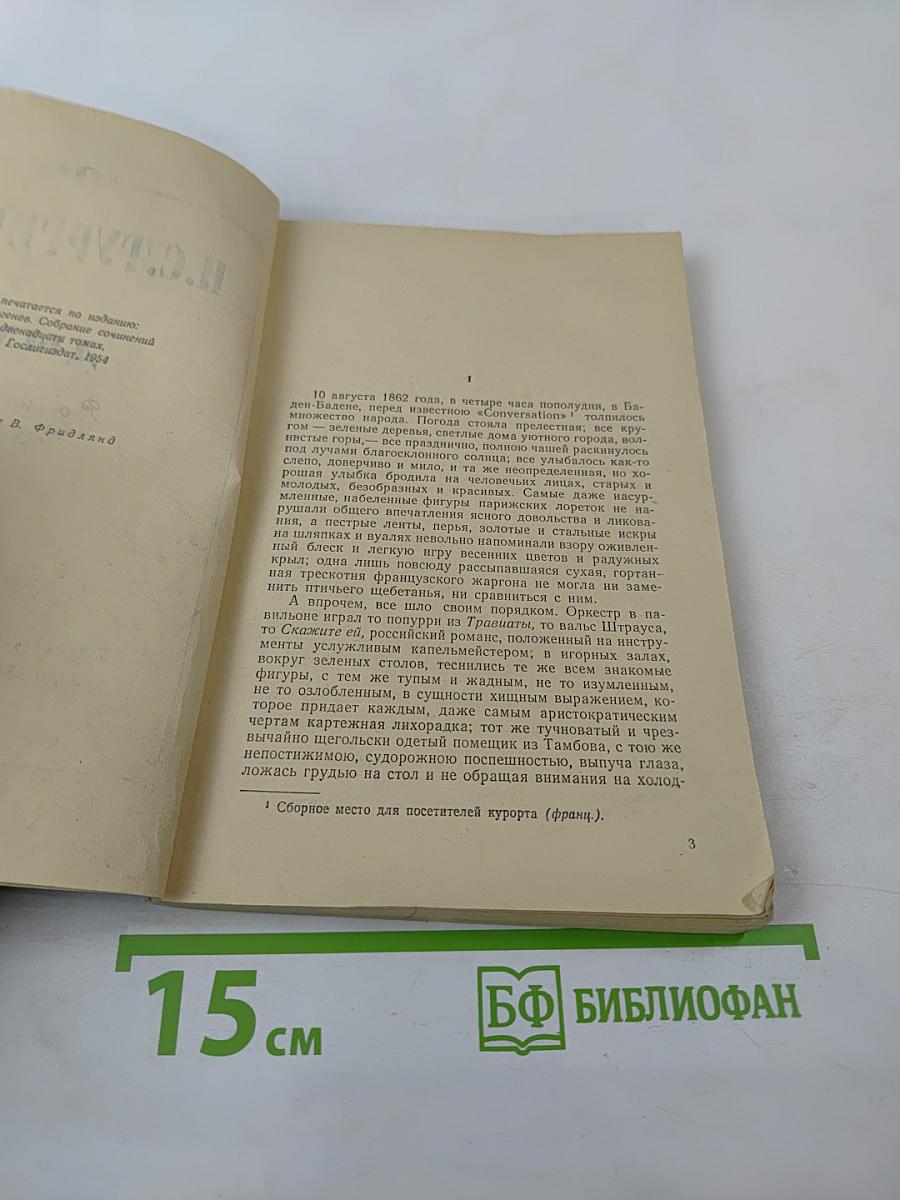 И.С.ТУРГ
печатается по изданию:
генев. Собрание сочинений
двенадцати томах.
Гослитиздат. 1954
В. Фридлянд
I
10 августа 1862 года, в четыре часа пополудни, в Ба-
ден-Бадене, перед известною «Conversation» ¹ толпилось
множество народа. Погода стояла прелестная; все кру-
гом — зеленые деревья, светлые дома уютного города, вол-
нистые горы,— все празднично, полною чашей раскинулось
под лучами благосклонного солнца; все улыбалось как-то
слепо, доверчиво и мило, и та же неопределенная, но хо-
рошая улыбка бродила на человечьих лицах, старых и
молодых, безобразных и красивых. Самые даже насур-
мленные, набеленные фигуры парижских лореток не на-
рушали общего впечатления ясного довольства и ликова-
ния, а пестрые ленты, перья, золотые и стальные искры
на шляпках и вуалях невольно напоминали взору оживлен-
ный блеск и легкую игру весенних цветов и радужных
крыл; одна лишь повсюду рассыпавшаяся сухая, гортан-
ная трескотня французского жаргона не могла ни заме-
нить птичьего щебетанья, ни сравниться с ним.
А впрочем, все шло своим порядком. Оркестр в па-
вильоне играл то попурри из Травиаты, то вальс Штрауса,
то Скажите ей, российский романс, положенный на инстру-
менты услужливым капельмейстером; в игорных залах,
вокруг зеленых столов, теснились те же всем знакомые
фигуры, с тем же тупым и жадным, не то изумленным,
не то озлобленным, в сущности хищным выражением, ко-
торое придает каждым, даже самым аристократическим
чертам картежная лихорадка; тот же тучноватый и чрез-
вычайно щегольски одетый помещик из Тамбова, с тою же
непостижимою, судорожною поспешностью, выпуча глаза,
ложась грудью на стол и не обращая внимания на холод-
¹ Сборное место для посетителей курорта (франц.).
3
15 см
БФ БИБЛИОФАН